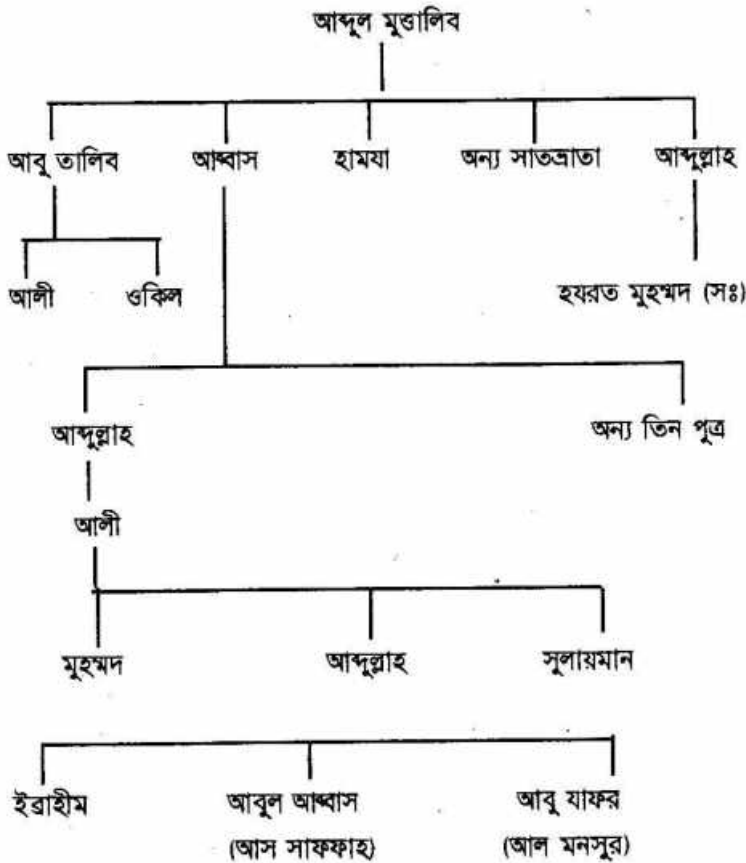 আব্দুল মুত্তালিব
আবু তালিব আব্বাস হামযা অন্য সাতভ্রাতা আব্দুল্লাহ
আলী ওকিল হযরত মুহম্মদ (সঃ)
আব্দুল্লাহ অন্য তিন পুত্র
আলী
মুহম্মদ আব্দুল্লাহ সুলায়মান
ইব্রাহীম আবুল আব্বাস আবু যাফর
(আস সাফফাহ) (আল মনসুর)